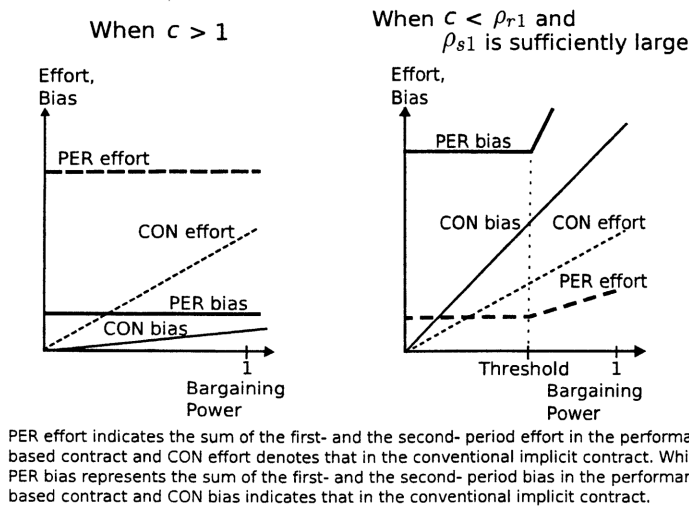 When c > 1
Effort,
Bias
PER effort
CON effort
PER bias
CON bias
1
Bargaining
Power
When c < ρr1 and
ρs1 is sufficiently large
Effort,
Bias
PER bias
CON bias
CON effort
PER effort
Threshold
1
Bargaining
Power
PER effort indicates the sum of the first- and the second- period effort in the
based contract and CON effort denotes that in the conventional implicit contract.
PER bias represents the sum of the first- and the second- period bias in the
based contract and CON bias indicates that in the conventional implicit contract.